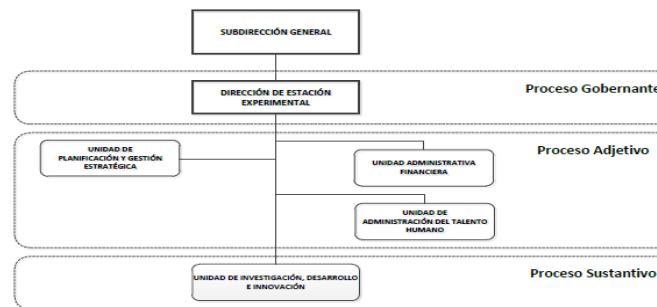 SUBDIRECCIÓN GENERAL
DIRECCIÓN DE ESTACIÓN
EXPERIMENTAL
Proceso Gobernante
UNIDAD DE
PLANIFICACIÓN Y GESTIÓN
ESTRATÉGICA
Proceso Adjetivo
UNIDAD ADMINISTRATIVA
FINANCIERA
UNIDAD DE
ADMINISTRACIÓN DEL TALENTO
HUMANO
UNIDAD DE INVESTIGACIÓN, DESARROLLO
E INNOVACIÓN
Proceso Sustantivo